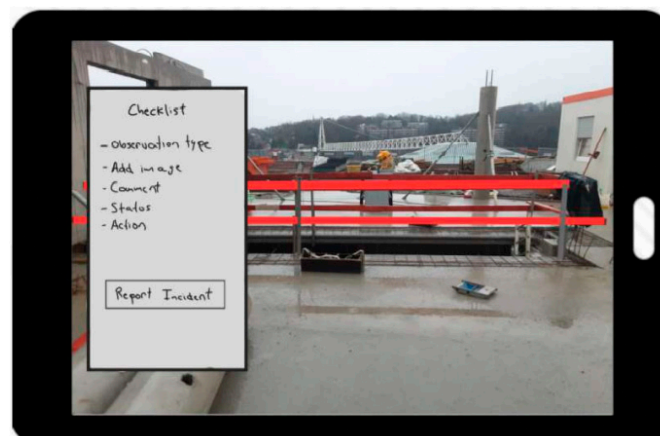 Checklist
- Observation type
- Add image
- Comment
- Status
- Action
Report Incident